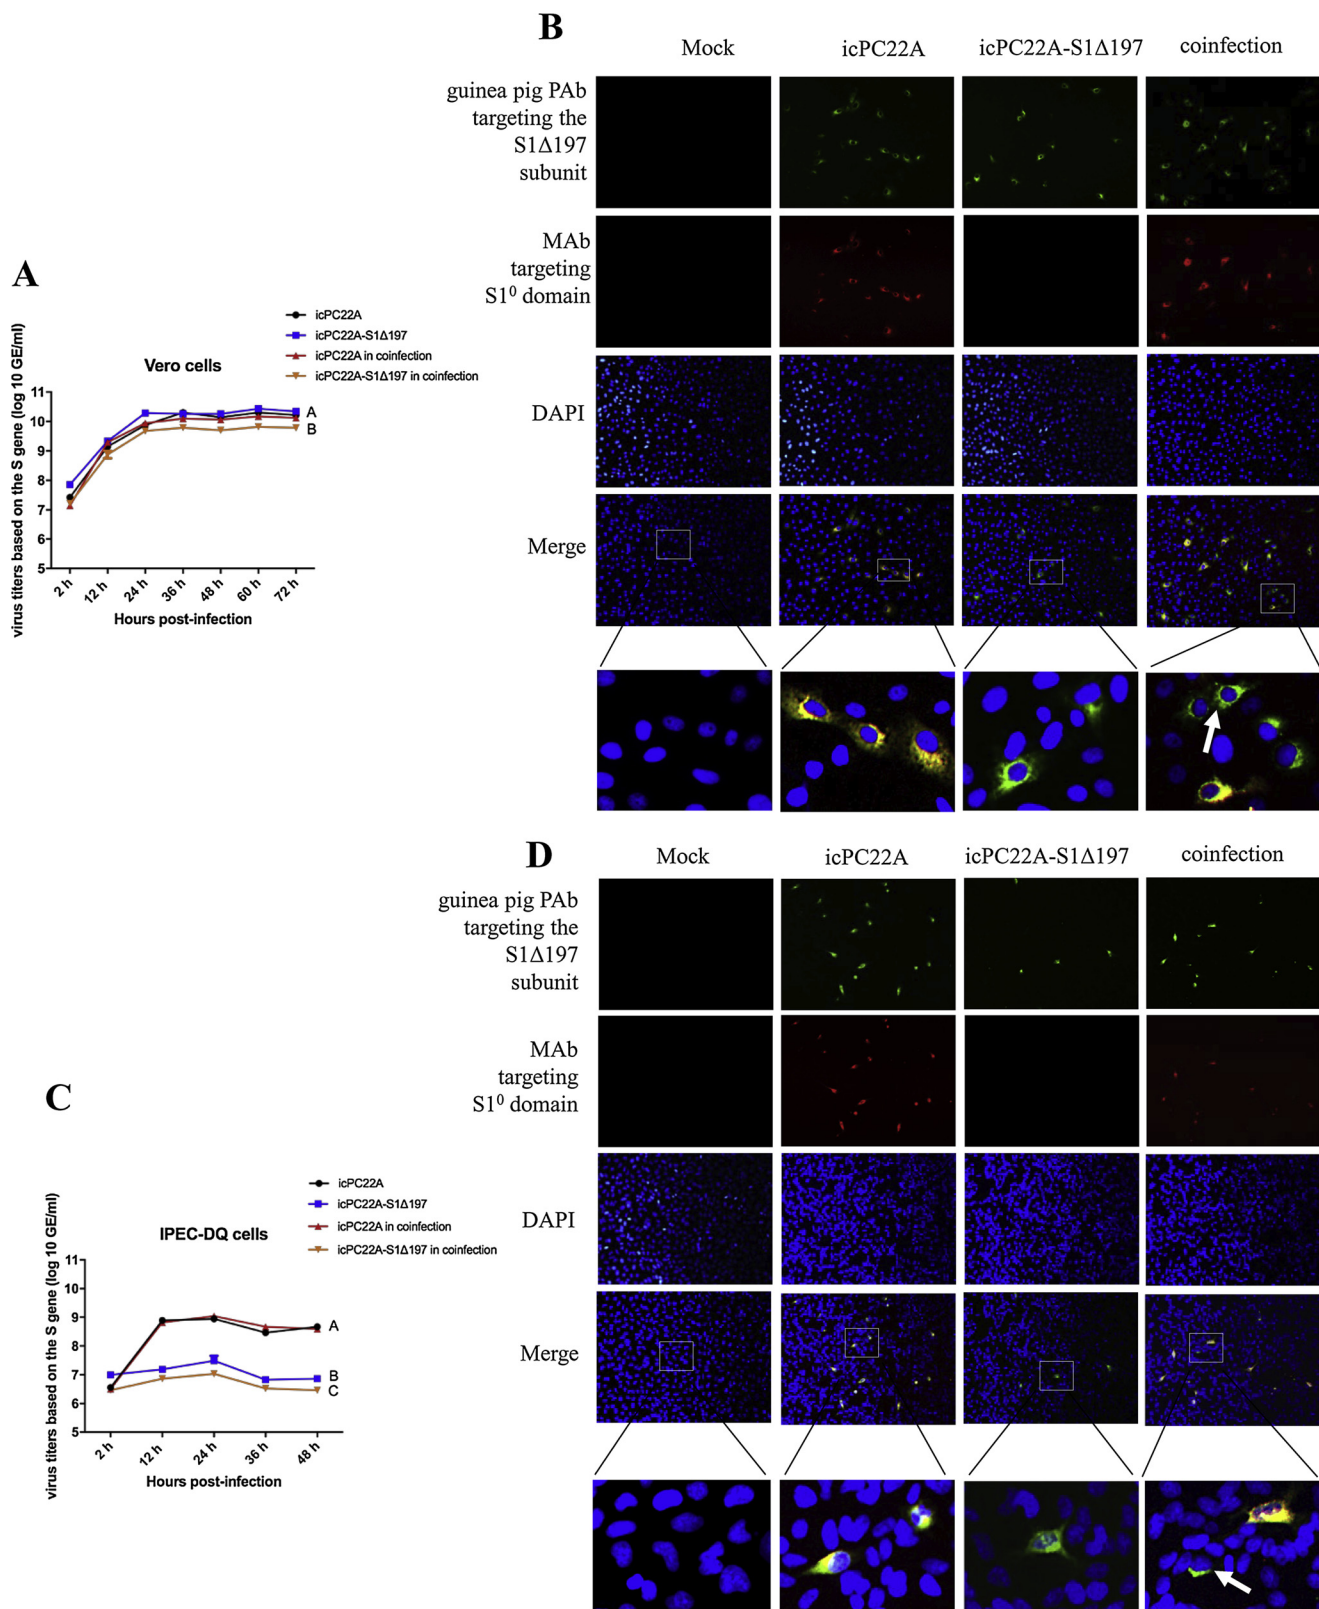 B
Mock
icPC22A
icPC22A-S1Δ197
coinfection
guinea pig PAb
targeting the
S1Δ197
subunit
MAb
targeting
S1⁰ domain
DAPI
Merge
A
icPC22A
icPC22A-S1Δ197
icPC22A in coinfection
icPC22A-S1Δ197 in coinfection
Vero cells
virus titers based on the S gene (log 10 GE/ml)
11
10
9
8
7
6
5
A
B
2 h
12 h
24 h
36 h
48 h
60 h
72 h
Hours post-infection
D
Mock
icPC22A
icPC22A-S1Δ197
coinfection
guinea pig PAb
targeting the
S1Δ197
subunit
MAb
targeting
S1⁰ domain
DAPI
Merge
C
icPC22A
icPC22A-S1Δ197
icPC22A in coinfection
icPC22A-S1Δ197 in coinfection
IPEC-DQ cells
virus titers based on the S gene (log 10 GE/ml)
11
10
9
8
7
6
5
A
B
C
2 h
12 h
24 h
36 h
48 h
Hours post-infection